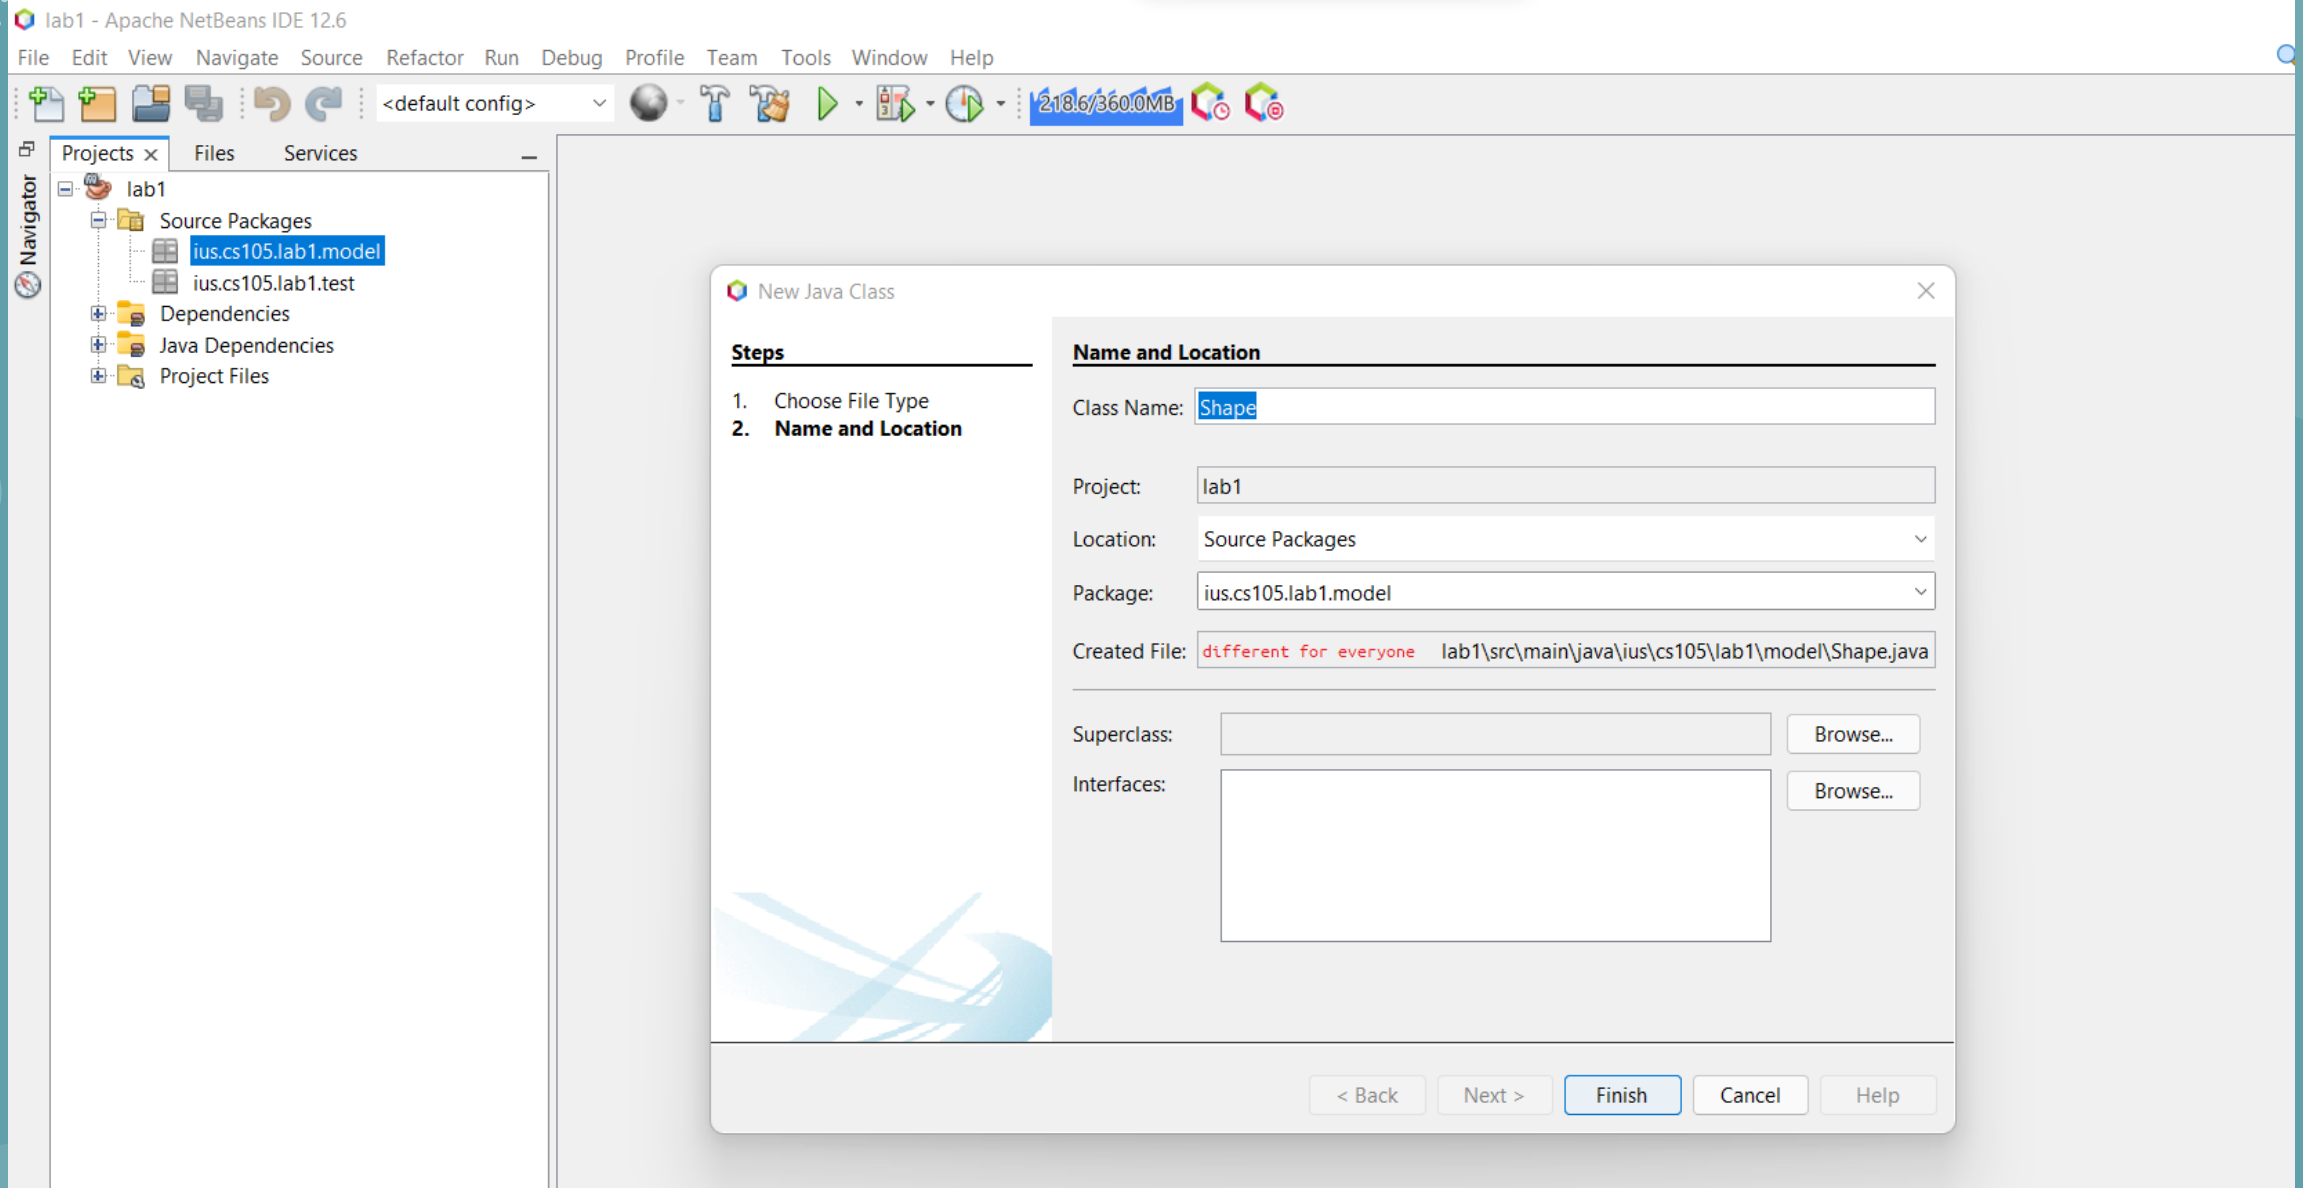 lab1 - Apache NetBeans IDE 12.6
File Edit View Navigate Source Refactor Run Debug Profile Team Tools Window Help
<default config> 218.6/360.0MB
Projects Files Services
Navigator
lab1
Source Packages
ius.cs105.lab1.model
ius.cs105.lab1.test
Dependencies
Java Dependencies
Project Files
New Java Class
Steps
1. Choose File Type
2. Name and Location
Name and Location
Class Name: Shape
Project: lab1
Location: Source Packages
Package: ius.cs105.lab1.model
Created File: different for everyone lab1\src\main\java\ius\cs105\lab1\model\Shape.java
Superclass: Browse...
Interfaces: Browse...
< Back Next > Finish Cancel Help